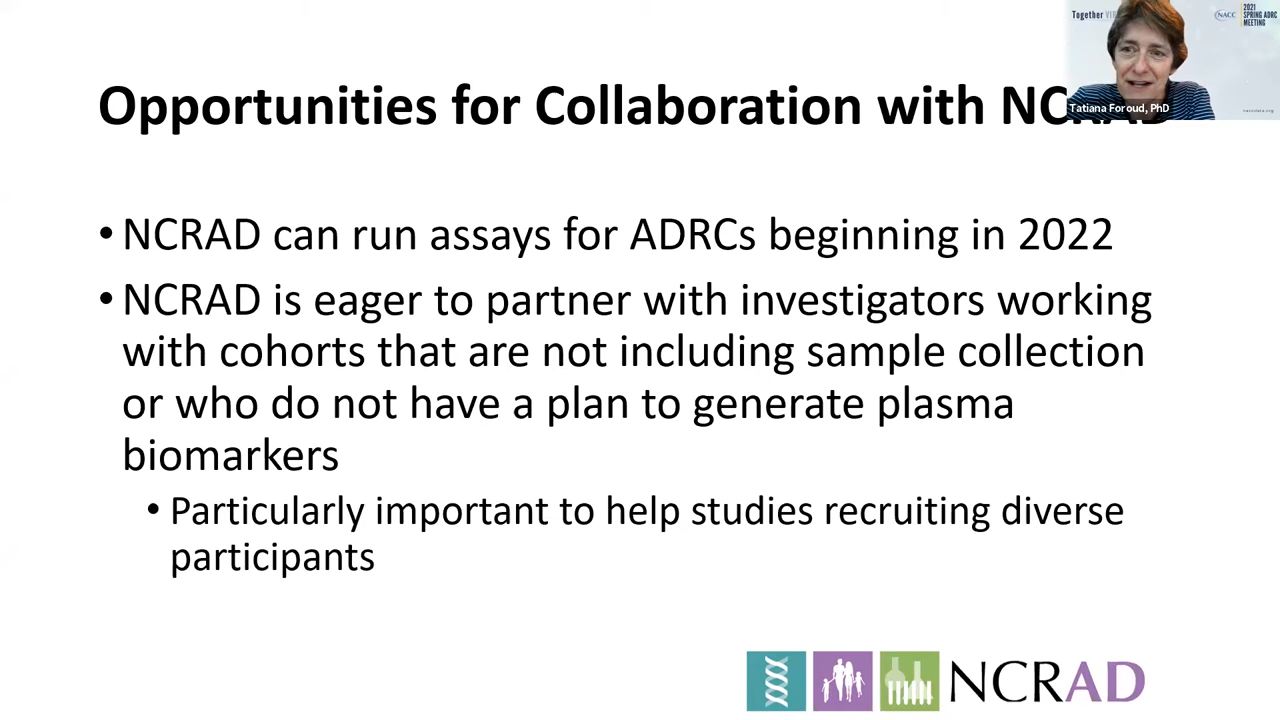 Together
NACC
2021
SPRING ADRC
MEETING
Tatiana Foroud, PhD
Opportunities for Collaboration with NCRAD
• NCRAD can run assays for ADRCs beginning in 2022
• NCRAD is eager to partner with investigators working
with cohorts that are not including sample collection
or who do not have a plan to generate plasma
biomarkers
• Particularly important to help studies recruiting diverse
participants
NCRAD